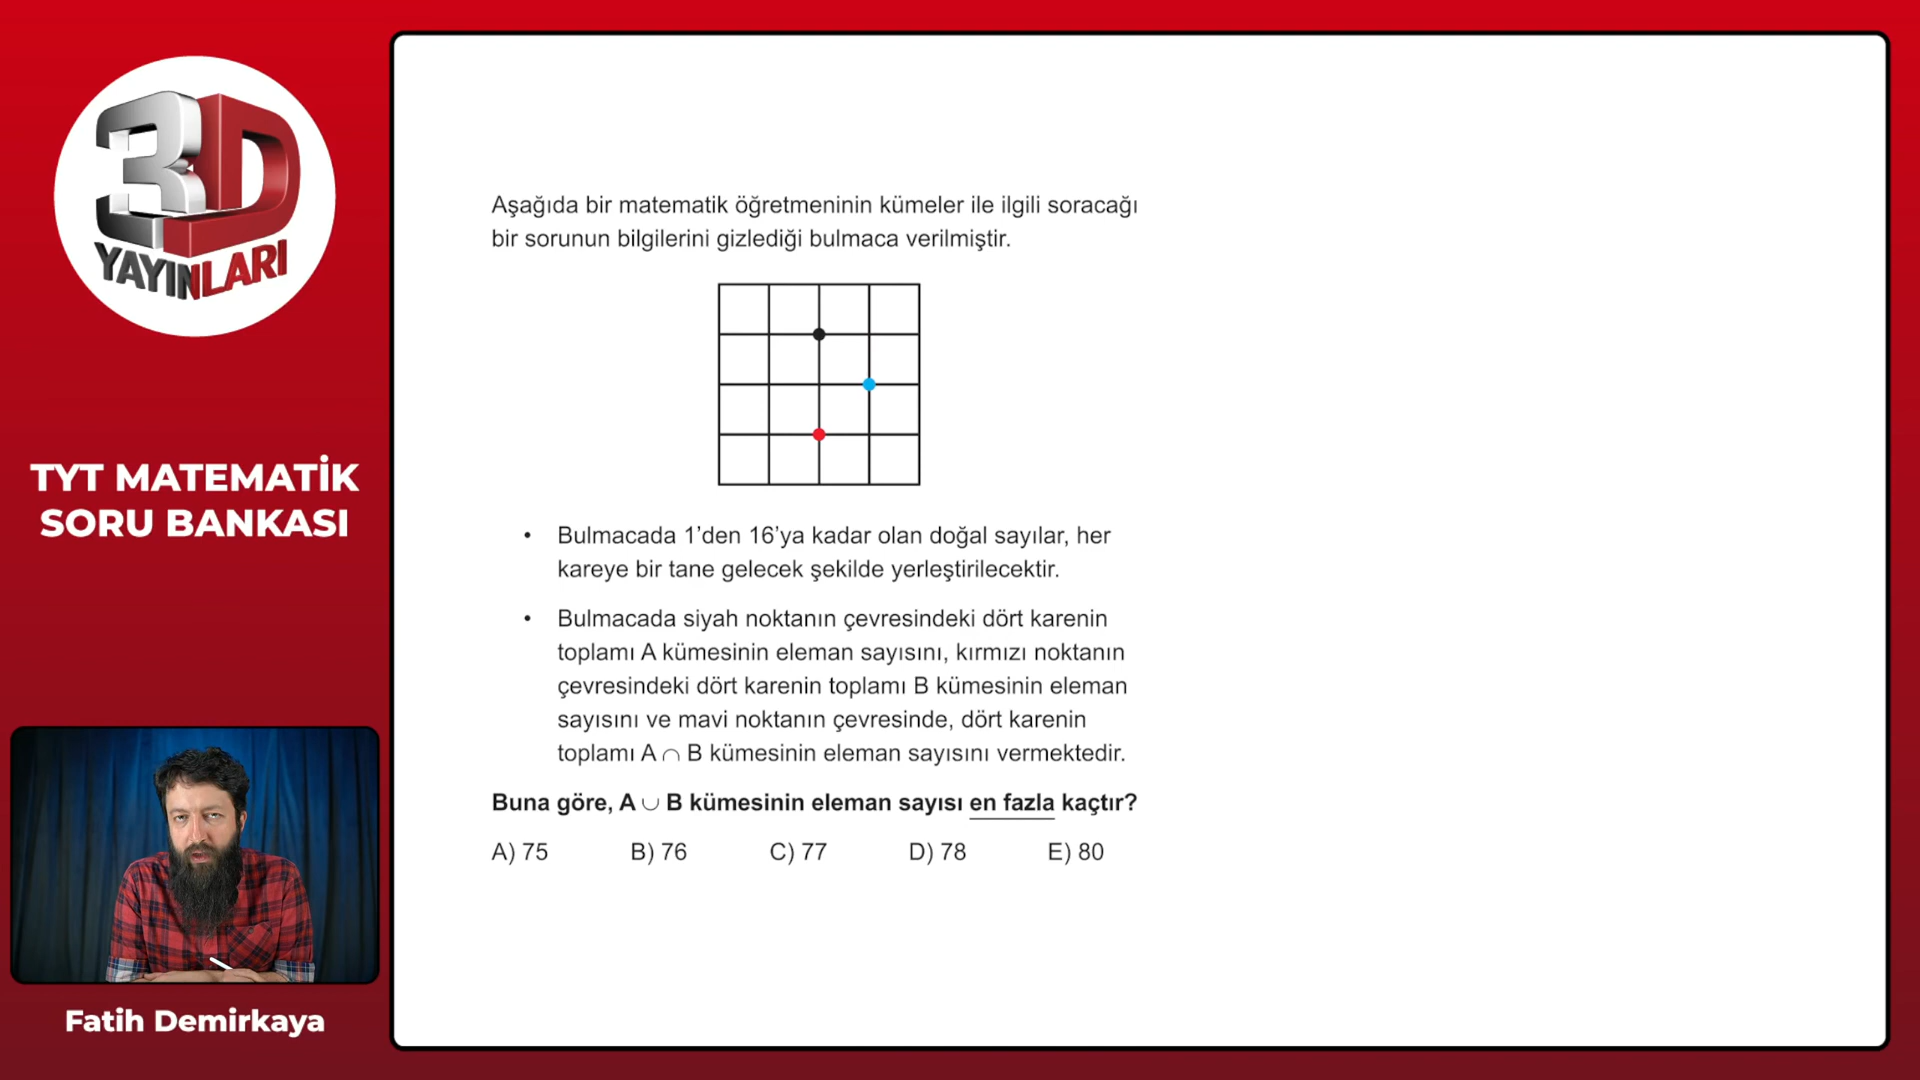 3D
YAYINLARI
TYT MATEMATİK
SORU BANKASI
Fatih Demirkaya
Aşağıda bir matematik öğretmeninin kümeler ile ilgili soracağı
bir sorunun bilgilerini gizlediği bulmaca verilmiştir.
• Bulmacada 1’den 16’ya kadar olan doğal sayılar, her
kareye bir tane gelecek şekilde yerleştirilecektir.
• Bulmacada siyah noktanın çevresindeki dört karenin
toplamı A kümesinin eleman sayısını, kırmızı noktanın
çevresindeki dört karenin toplamı B kümesinin eleman
sayısını ve mavi noktanın çevresinde, dört karenin
toplamı A ∩ B kümesinin eleman sayısını vermektedir.
Buna göre, A ∪ B kümesinin eleman sayısı en fazla kaçtır?
A) 75 B) 76 C) 77 D) 78 E) 80